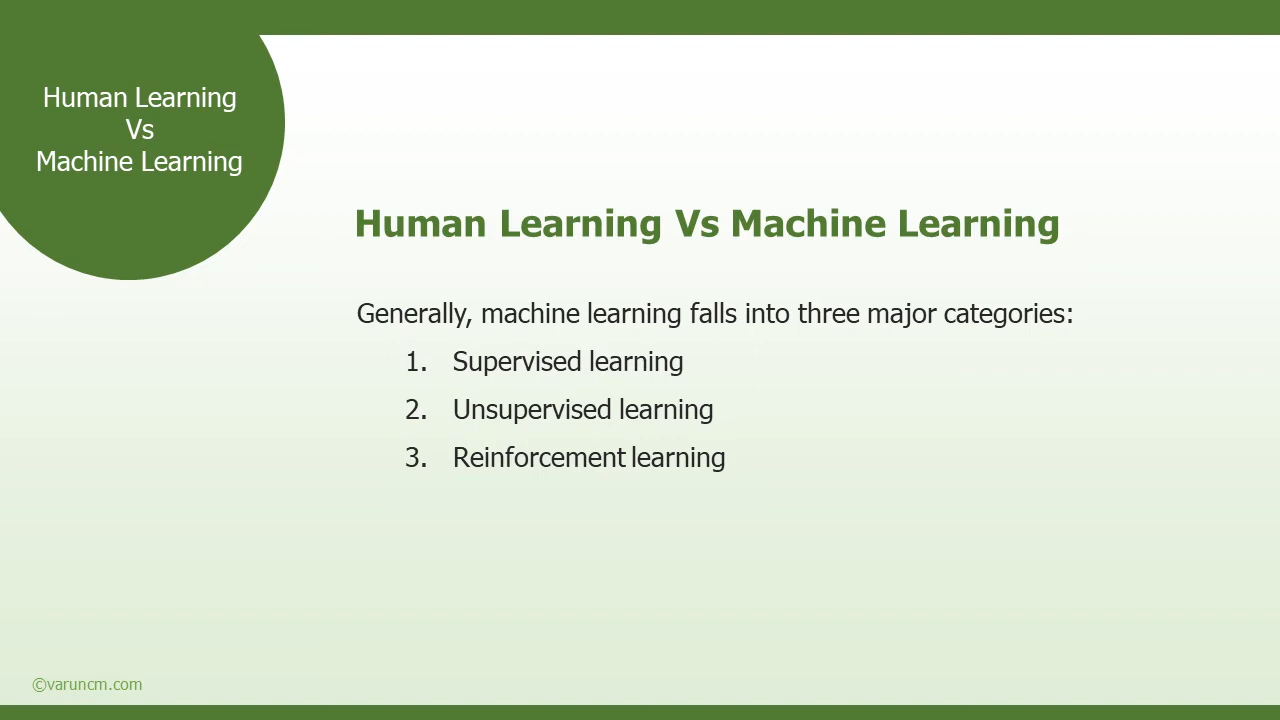 Human Learning
Vs
Machine Learning
Human Learning Vs Machine Learning
Generally, machine learning falls into three major categories:
1. Supervised learning
2. Unsupervised learning
3. Reinforcement learning
©varuncm.com